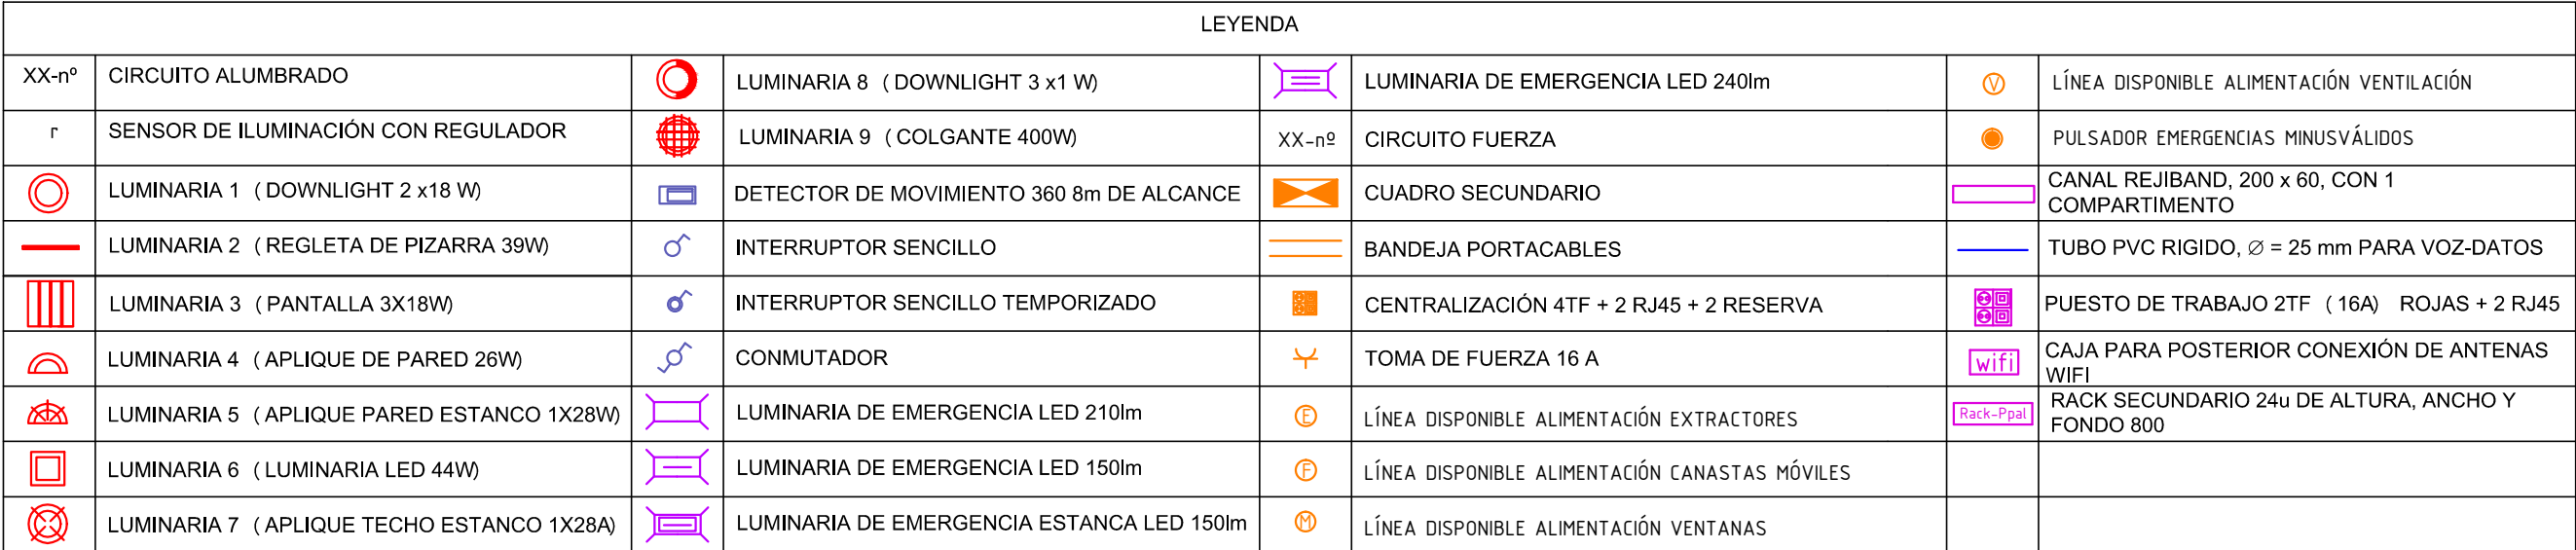 LEYENDA
XX-nº CIRCUITO ALUMBRADO
LUMINARIA 8 ( DOWNLIGHT 3 x1 W)
LUMINARIA DE EMERGENCIA LED 240lm
V LÍNEA DISPONIBLE ALIMENTACIÓN VENTILACIÓN
r SENSOR DE ILUMINACIÓN CON REGULADOR
LUMINARIA 9 ( COLGANTE 400W)
XX-nº CIRCUITO FUERZA
PULSADOR EMERGENCIAS MINUSVÁLIDOS
LUMINARIA 1 ( DOWNLIGHT 2 x18 W)
DETECTOR DE MOVIMIENTO 360 8m DE ALCANCE
CUADRO SECUNDARIO
CANAL REJIBAND, 200 x 60, CON 1
COMPARTIMENTO
LUMINARIA 2 ( REGLETA DE PIZARRA 39W)
INTERRUPTOR SENCILLO
BANDEJA PORTACABLES
TUBO PVC RIGIDO, ∅ = 25 mm PARA VOZ-DATOS
LUMINARIA 3 ( PANTALLA 3X18W)
INTERRUPTOR SENCILLO TEMPORIZADO
CENTRALIZACIÓN 4TF + 2 RJ45 + 2 RESERVA
PUESTO DE TRABAJO 2TF ( 16A) ROJAS + 2 RJ45
LUMINARIA 4 ( APLIQUE DE PARED 26W)
CONMUTADOR
TOMA DE FUERZA 16 A
wifi CAJA PARA POSTERIOR CONEXIÓN DE ANTENAS
WIFI
LUMINARIA 5 ( APLIQUE PARED ESTANCO 1X28W)
LUMINARIA DE EMERGENCIA LED 210lm
E LÍNEA DISPONIBLE ALIMENTACIÓN EXTRACTORES
Rack-Ppal RACK SECUNDARIO 24u DE ALTURA, ANCHO Y
FONDO 800
LUMINARIA 6 ( LUMINARIA LED 44W)
LUMINARIA DE EMERGENCIA LED 150lm
F LÍNEA DISPONIBLE ALIMENTACIÓN CANASTAS MÓVILES
LUMINARIA 7 ( APLIQUE TECHO ESTANCO 1X28A)
LUMINARIA DE EMERGENCIA ESTANCA LED 150lm
M LÍNEA DISPONIBLE ALIMENTACIÓN VENTANAS